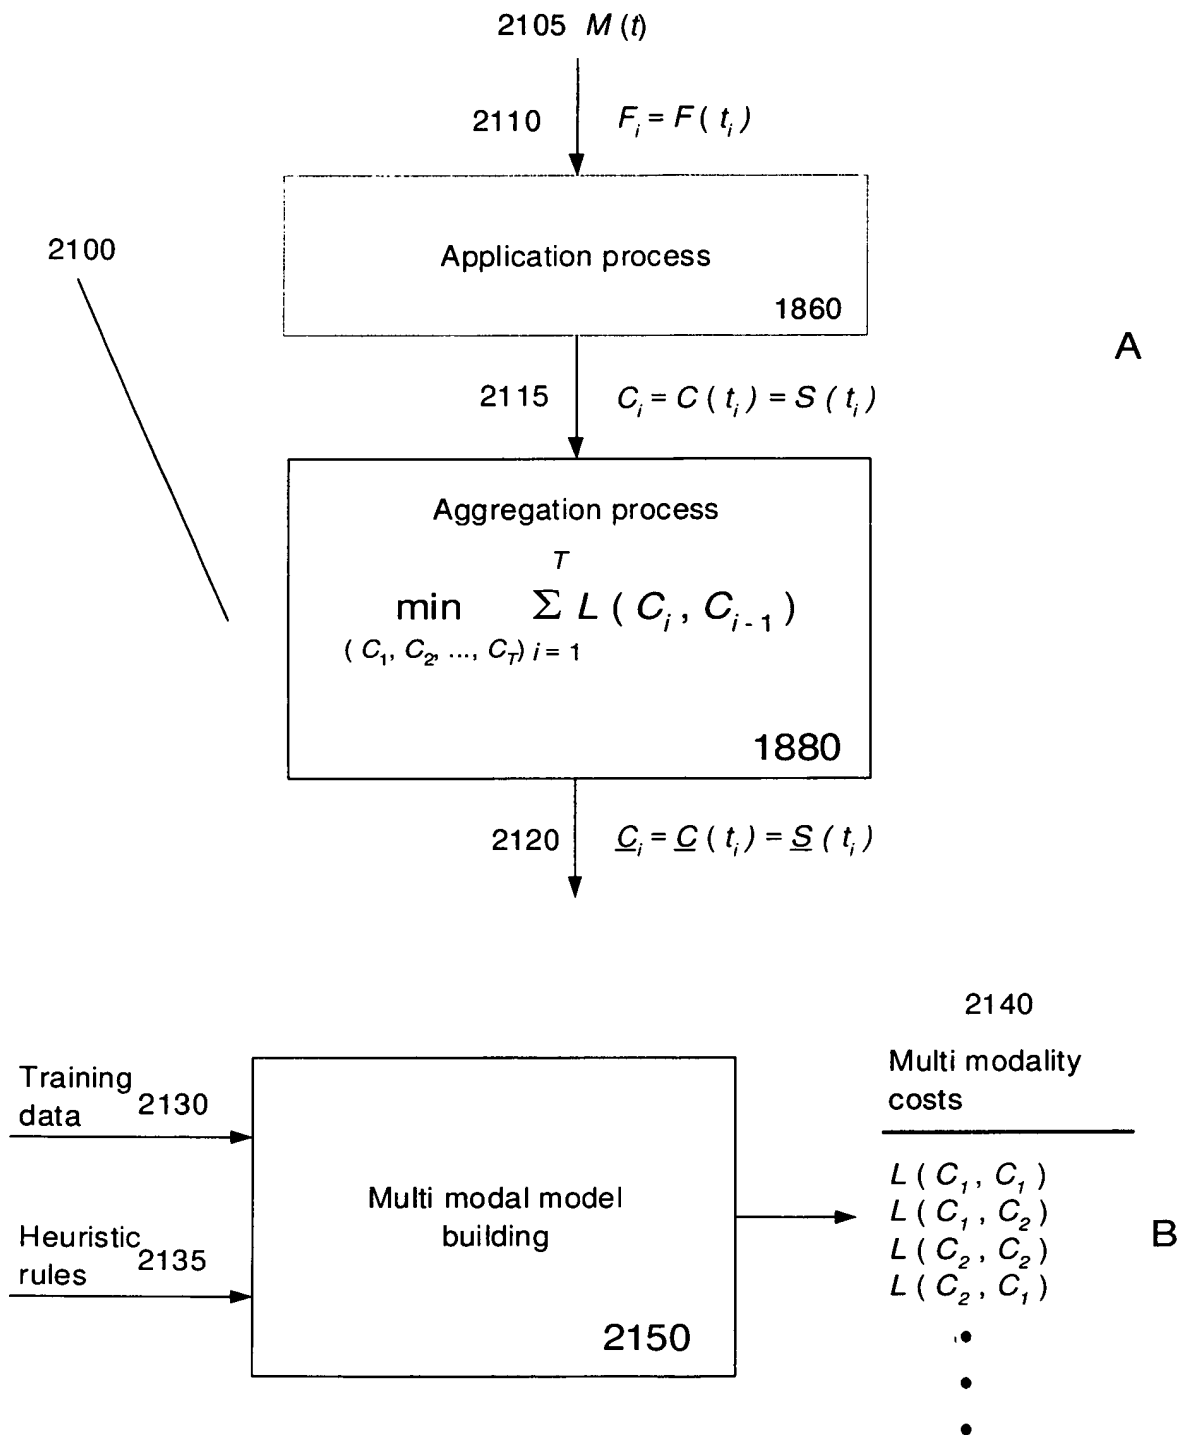 2105 M (t)
2110 F_i = F ( t_i )
2100
Application process
1860
A
2115 C_i = C ( t_i ) = S ( t_i )
Aggregation process
T
min Σ L ( C_i , C_{i - 1} )
( C_1, C_2, ..., C_T) i = 1
1880
2120 C̲_i = C̲ ( t_i ) = S̲ ( t_i )
2140
Multi modality
costs
Training
data 2130
Heuristic
rules 2135
Multi modal model
building
2150
L ( C_1 , C_1 )
L ( C_1 , C_2 )
L ( C_2 , C_2 )
L ( C_2 , C_1 )
B